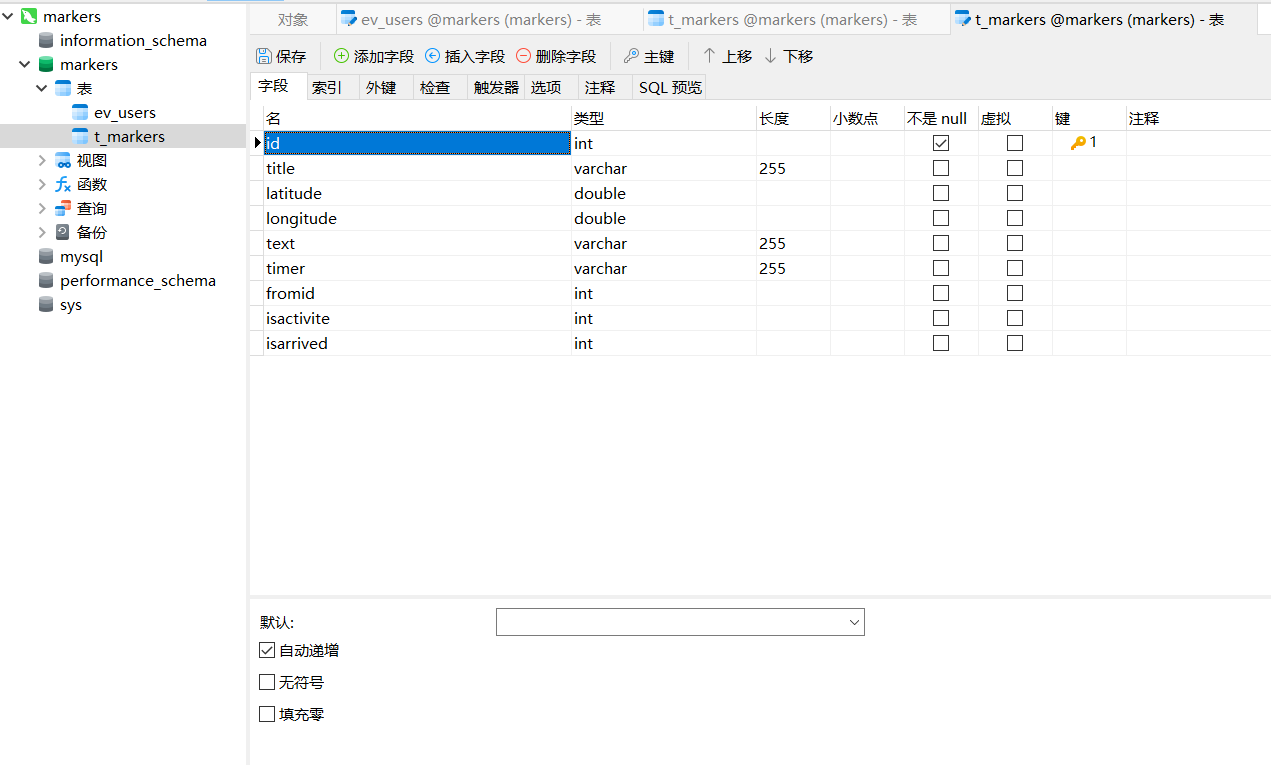 markers
information_schema
markers
表
ev_users
t_markers
视图
函数
查询
备份
mysql
performance_schema
sys
对象 ev_users @markers (markers) - 表 t_markers @markers (markers) - 表 t_markers @markers (markers) - 表
保存 添加字段 插入字段 删除字段 主键 上移 下移
字段 索引 外键 检查 触发器 选项 注释 SQL 预览
名 类型 长度 小数点 不是 null 虚拟 键 注释
id int 1
title varchar 255
latitude double
longitude double
text varchar 255
timer varchar 255
fromid int
isactivite int
isarrived int
默认:
自动递增
无符号
填充零